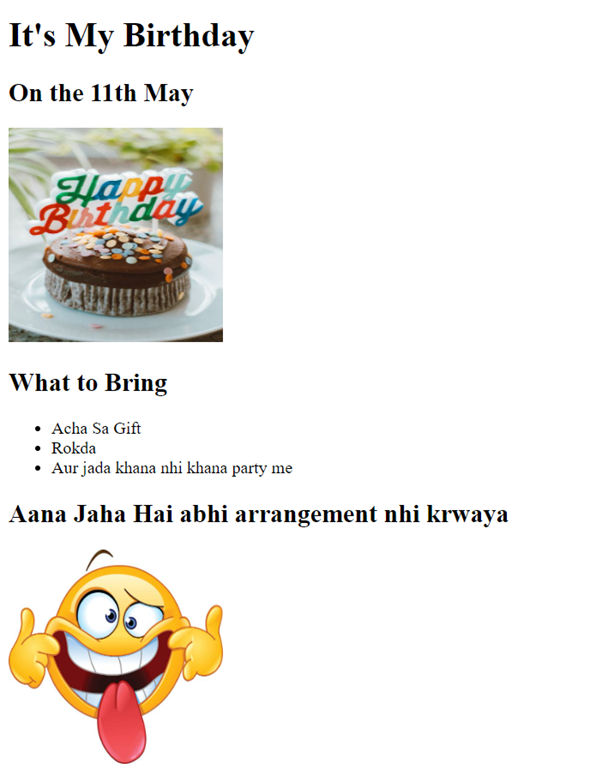 It's My Birthday
On the 11th May
Happy
Birthday
What to Bring
Acha Sa Gift
Rokda
Aur jada khana nhi khana party me
Aana Jaha Hai abhi arrangement nhi krwaya